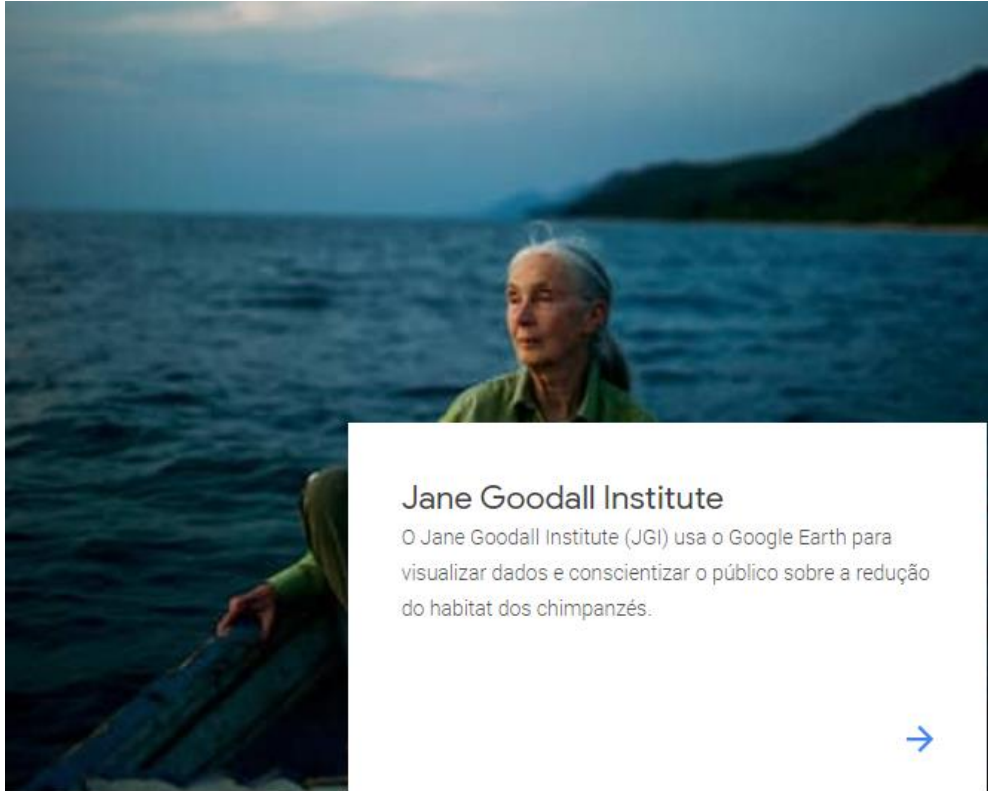 Jane Goodall Institute
O Jane Goodall Institute (JGI) usa o Google Earth para
visualizar dados e conscientizar o público sobre a redução
do habitat dos chimpanzés.